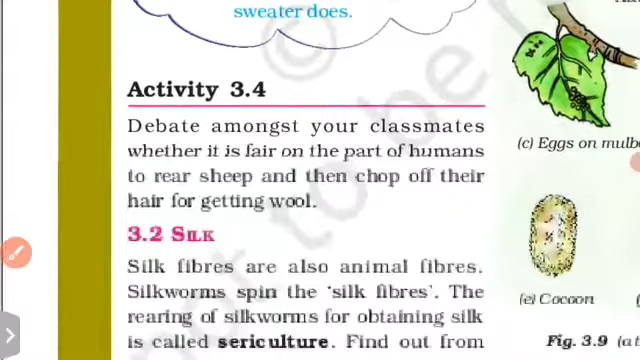 sweater does.
Activity 3.4
Debate amongst your classmates
whether it is fair on the part of humans
to rear sheep and then chop off their
hair for getting wool.
3.2 SILK
Silk fibres are also animal fibres.
Silkworms spin the ‘silk fibres’. The
rearing of silkworms for obtaining silk
is called sericulture. Find out from
(c) Eggs on mulb
(e) Cocoon
Fig. 3.9 (a t